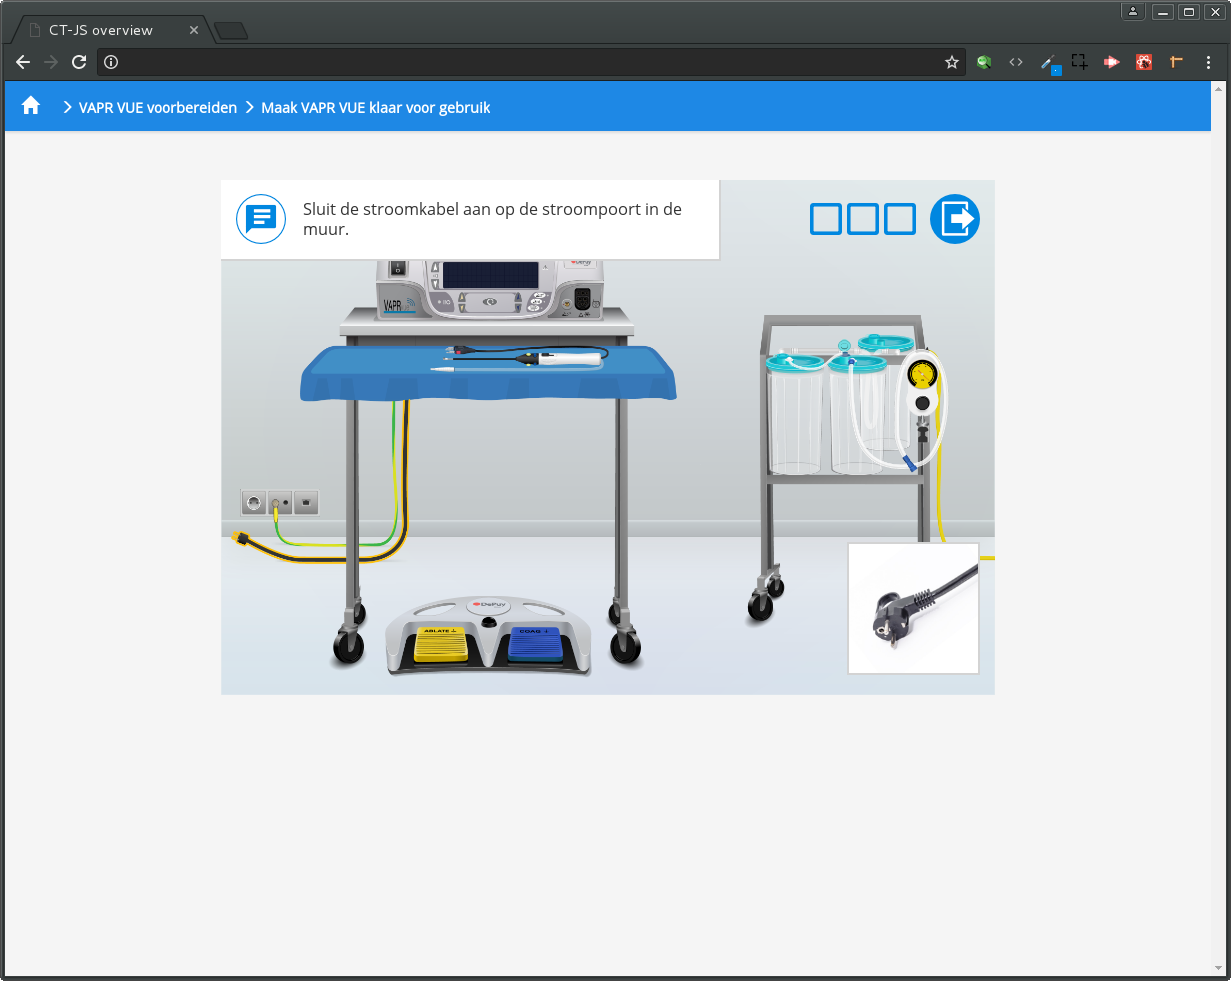 CT-JS overview
VAPR VUE voorbereiden
Maak VAPR VUE klaar voor gebruik
Sluit de stroomkabel aan op de stroompoort in de
muur.
VAPR
DePuy
ABLATE
COAG